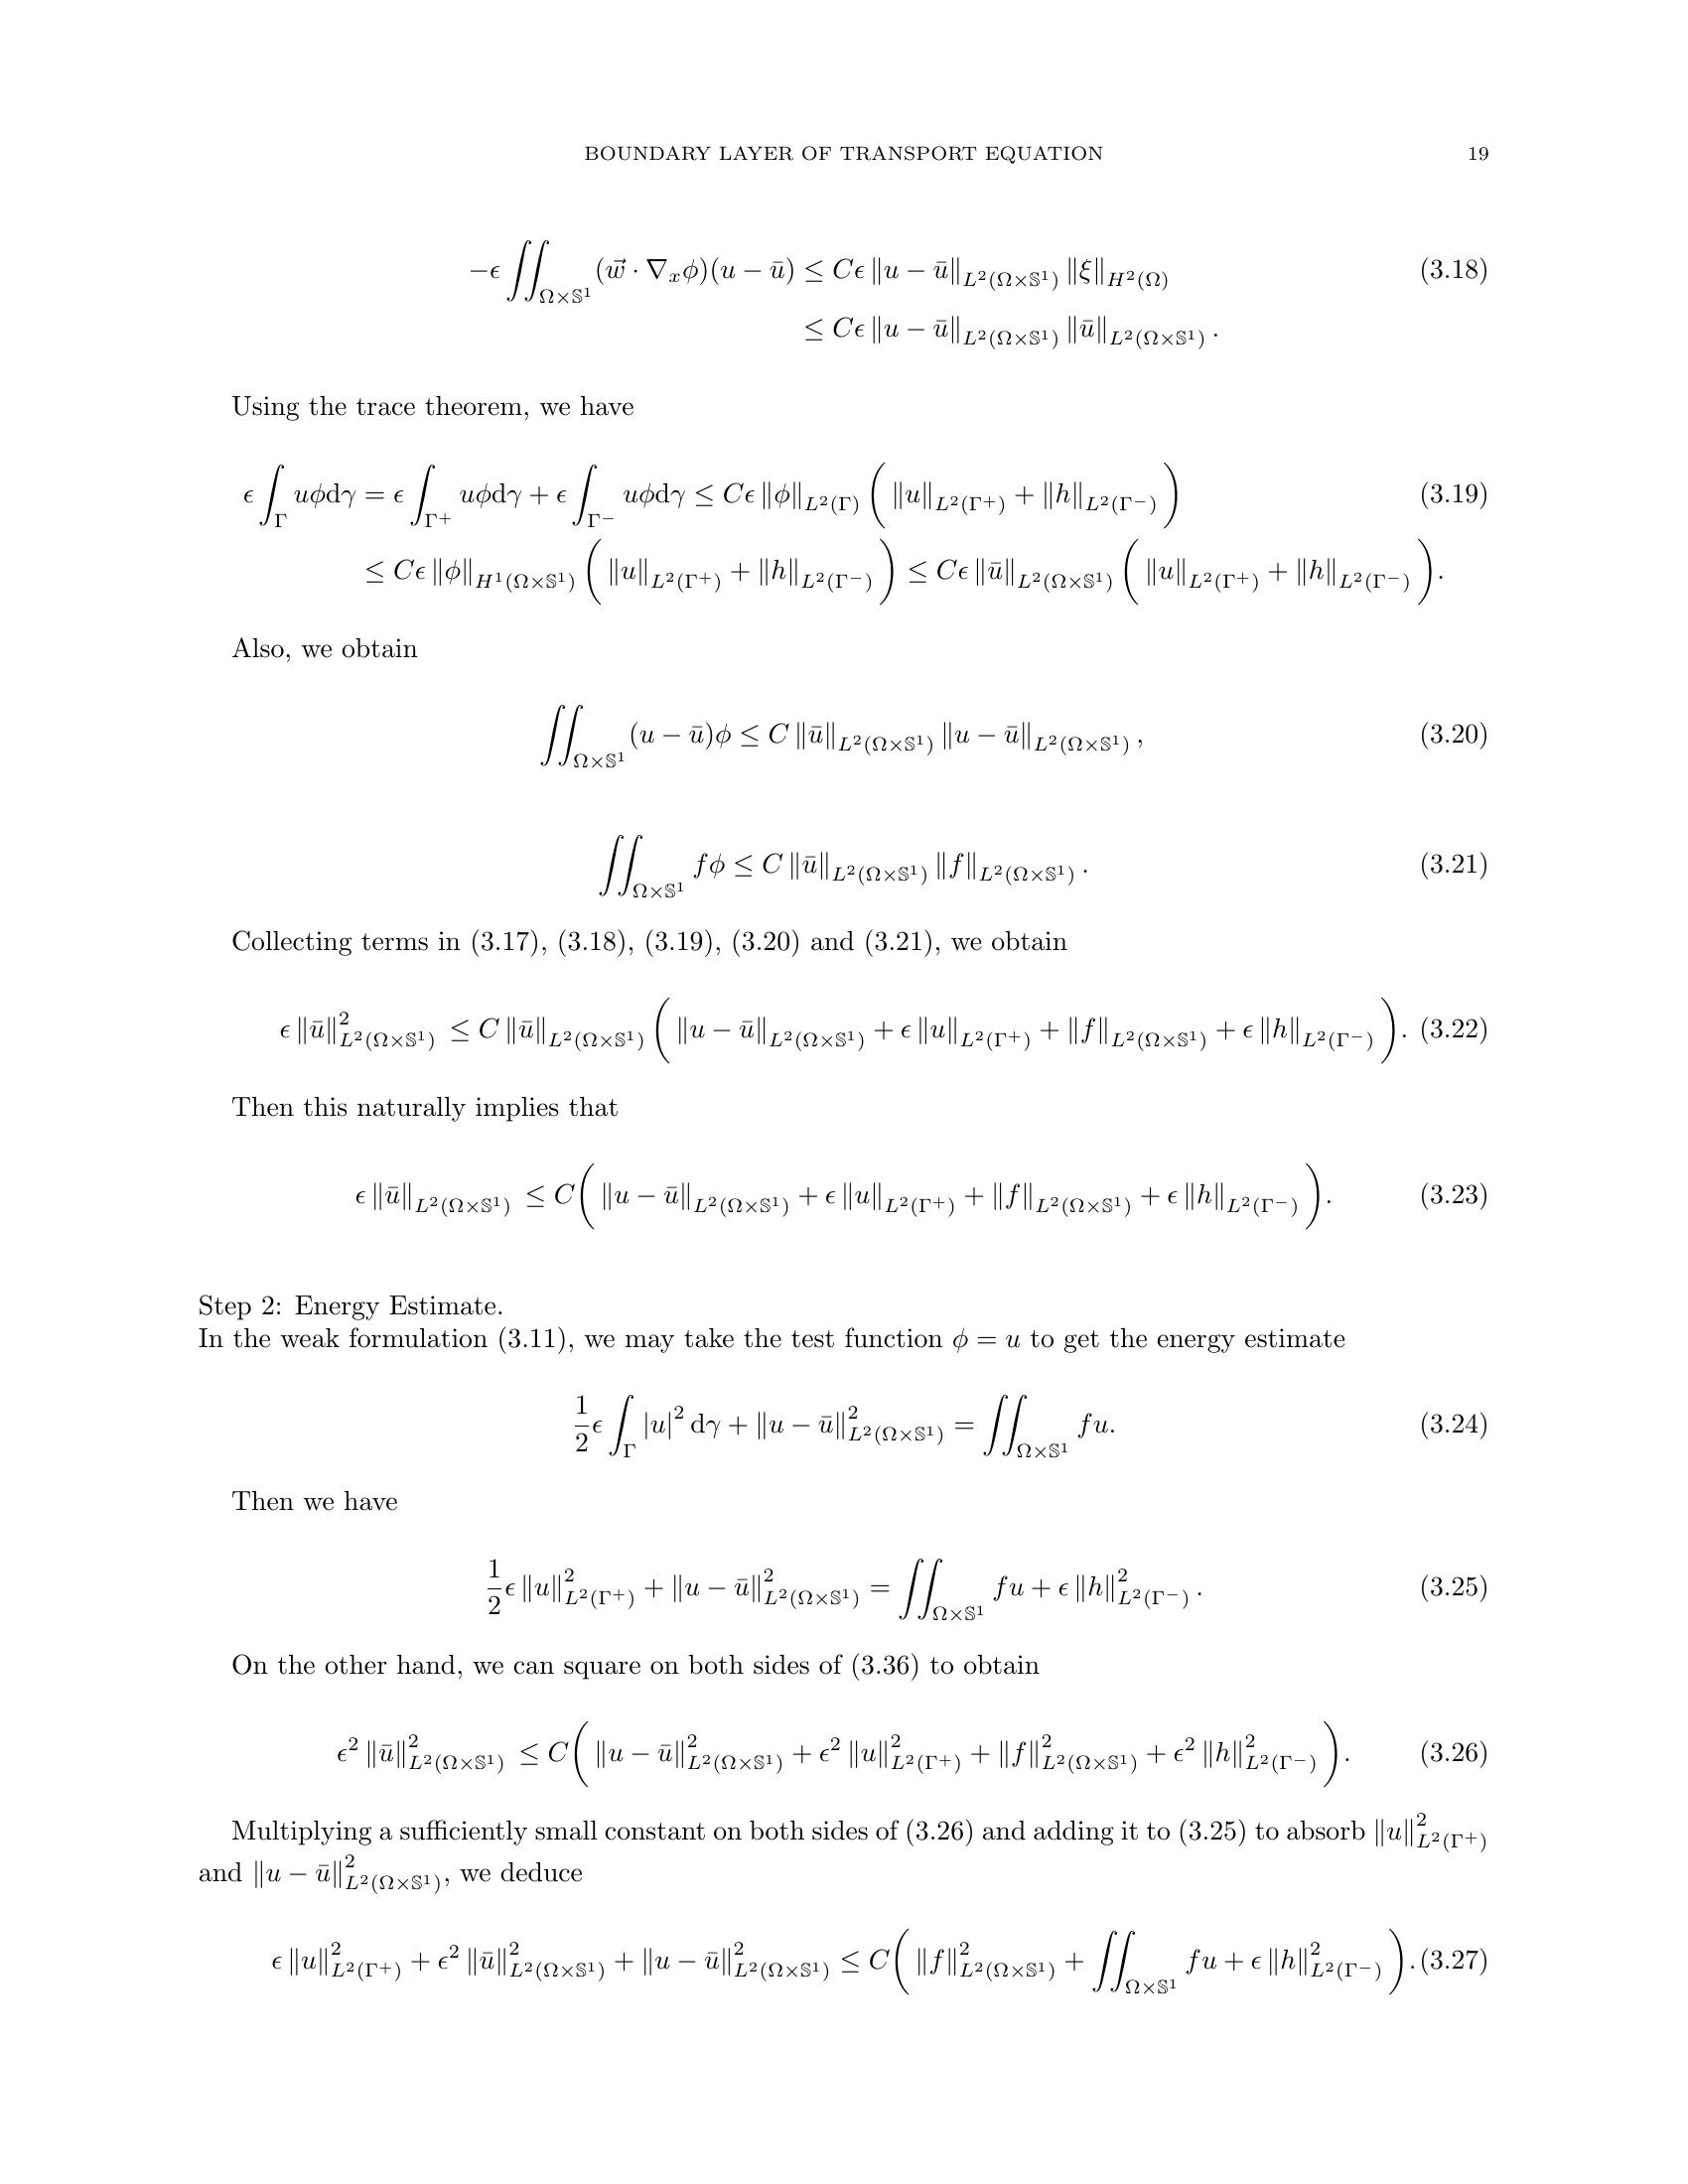 BOUNDARY LAYER OF TRANSPORT EQUATION 19
$-\epsilon \iint_{\Omega\times\mathbb{S}^1} (\vec{w}\cdot\nabla_x\phi)(u-\bar{u}) \leq C\epsilon \|u-\bar{u}\|_{L^2(\Omega\times\mathbb{S}^1)} \|\xi\|_{H^2(\Omega)}$ (3.18)
$\leq C\epsilon \|u-\bar{u}\|_{L^2(\Omega\times\mathbb{S}^1)} \|\bar{u}\|_{L^2(\Omega\times\mathbb{S}^1)}.$
Using the trace theorem, we have
$\epsilon \int_{\Gamma} u\phi \mathrm{d}\gamma = \epsilon \int_{\Gamma^+} u\phi \mathrm{d}\gamma + \epsilon \int_{\Gamma^-} u\phi \mathrm{d}\gamma \leq C\epsilon \|\phi\|_{L^2(\Gamma)} \bigg( \|u\|_{L^2(\Gamma^+)} + \|h\|_{L^2(\Gamma^-)} \bigg)$ (3.19)
$\leq C\epsilon \|\phi\|_{H^1(\Omega\times\mathbb{S}^1)} \bigg( \|u\|_{L^2(\Gamma^+)} + \|h\|_{L^2(\Gamma^-)} \bigg) \leq C\epsilon \|\bar{u}\|_{L^2(\Omega\times\mathbb{S}^1)} \bigg( \|u\|_{L^2(\Gamma^+)} + \|h\|_{L^2(\Gamma^-)} \bigg).$
Also, we obtain
$\iint_{\Omega\times\mathbb{S}^1} (u-\bar{u})\phi \leq C \|\bar{u}\|_{L^2(\Omega\times\mathbb{S}^1)} \|u-\bar{u}\|_{L^2(\Omega\times\mathbb{S}^1)},$ (3.20)
$\iint_{\Omega\times\mathbb{S}^1} f\phi \leq C \|\bar{u}\|_{L^2(\Omega\times\mathbb{S}^1)} \|f\|_{L^2(\Omega\times\mathbb{S}^1)}.$ (3.21)
Collecting terms in (3.17), (3.18), (3.19), (3.20) and (3.21), we obtain
$\epsilon \|\bar{u}\|^2_{L^2(\Omega\times\mathbb{S}^1)} \leq C \|\bar{u}\|_{L^2(\Omega\times\mathbb{S}^1)} \bigg( \|u-\bar{u}\|_{L^2(\Omega\times\mathbb{S}^1)} + \epsilon \|u\|_{L^2(\Gamma^+)} + \|f\|_{L^2(\Omega\times\mathbb{S}^1)} + \epsilon \|h\|_{L^2(\Gamma^-)} \bigg).$ (3.22)
Then this naturally implies that
$\epsilon \|\bar{u}\|_{L^2(\Omega\times\mathbb{S}^1)} \leq C \bigg( \|u-\bar{u}\|_{L^2(\Omega\times\mathbb{S}^1)} + \epsilon \|u\|_{L^2(\Gamma^+)} + \|f\|_{L^2(\Omega\times\mathbb{S}^1)} + \epsilon \|h\|_{L^2(\Gamma^-)} \bigg).$ (3.23)
Step 2: Energy Estimate.
In the weak formulation (3.11), we may take the test function $\phi = u$ to get the energy estimate
$\frac{1}{2}\epsilon \int_{\Gamma} |u|^2 \mathrm{d}\gamma + \|u-\bar{u}\|^2_{L^2(\Omega\times\mathbb{S}^1)} = \iint_{\Omega\times\mathbb{S}^1} fu.$ (3.24)
Then we have
$\frac{1}{2}\epsilon \|u\|^2_{L^2(\Gamma^+)} + \|u-\bar{u}\|^2_{L^2(\Omega\times\mathbb{S}^1)} = \iint_{\Omega\times\mathbb{S}^1} fu + \epsilon \|h\|^2_{L^2(\Gamma^-)}.$ (3.25)
On the other hand, we can square on both sides of (3.36) to obtain
$\epsilon^2 \|\bar{u}\|^2_{L^2(\Omega\times\mathbb{S}^1)} \leq C \bigg( \|u-\bar{u}\|^2_{L^2(\Omega\times\mathbb{S}^1)} + \epsilon^2 \|u\|^2_{L^2(\Gamma^+)} + \|f\|^2_{L^2(\Omega\times\mathbb{S}^1)} + \epsilon^2 \|h\|^2_{L^2(\Gamma^-)} \bigg).$ (3.26)
Multiplying a sufficiently small constant on both sides of (3.26) and adding it to (3.25) to absorb $\|u\|^2_{L^2(\Gamma^+)}$
and $\|u-\bar{u}\|^2_{L^2(\Omega\times\mathbb{S}^1)}$, we deduce
$\epsilon \|u\|^2_{L^2(\Gamma^+)} + \epsilon^2 \|\bar{u}\|^2_{L^2(\Omega\times\mathbb{S}^1)} + \|u-\bar{u}\|^2_{L^2(\Omega\times\mathbb{S}^1)} \leq C \bigg( \|f\|^2_{L^2(\Omega\times\mathbb{S}^1)} + \iint_{\Omega\times\mathbb{S}^1} fu + \epsilon \|h\|^2_{L^2(\Gamma^-)} \bigg).$ (3.27)